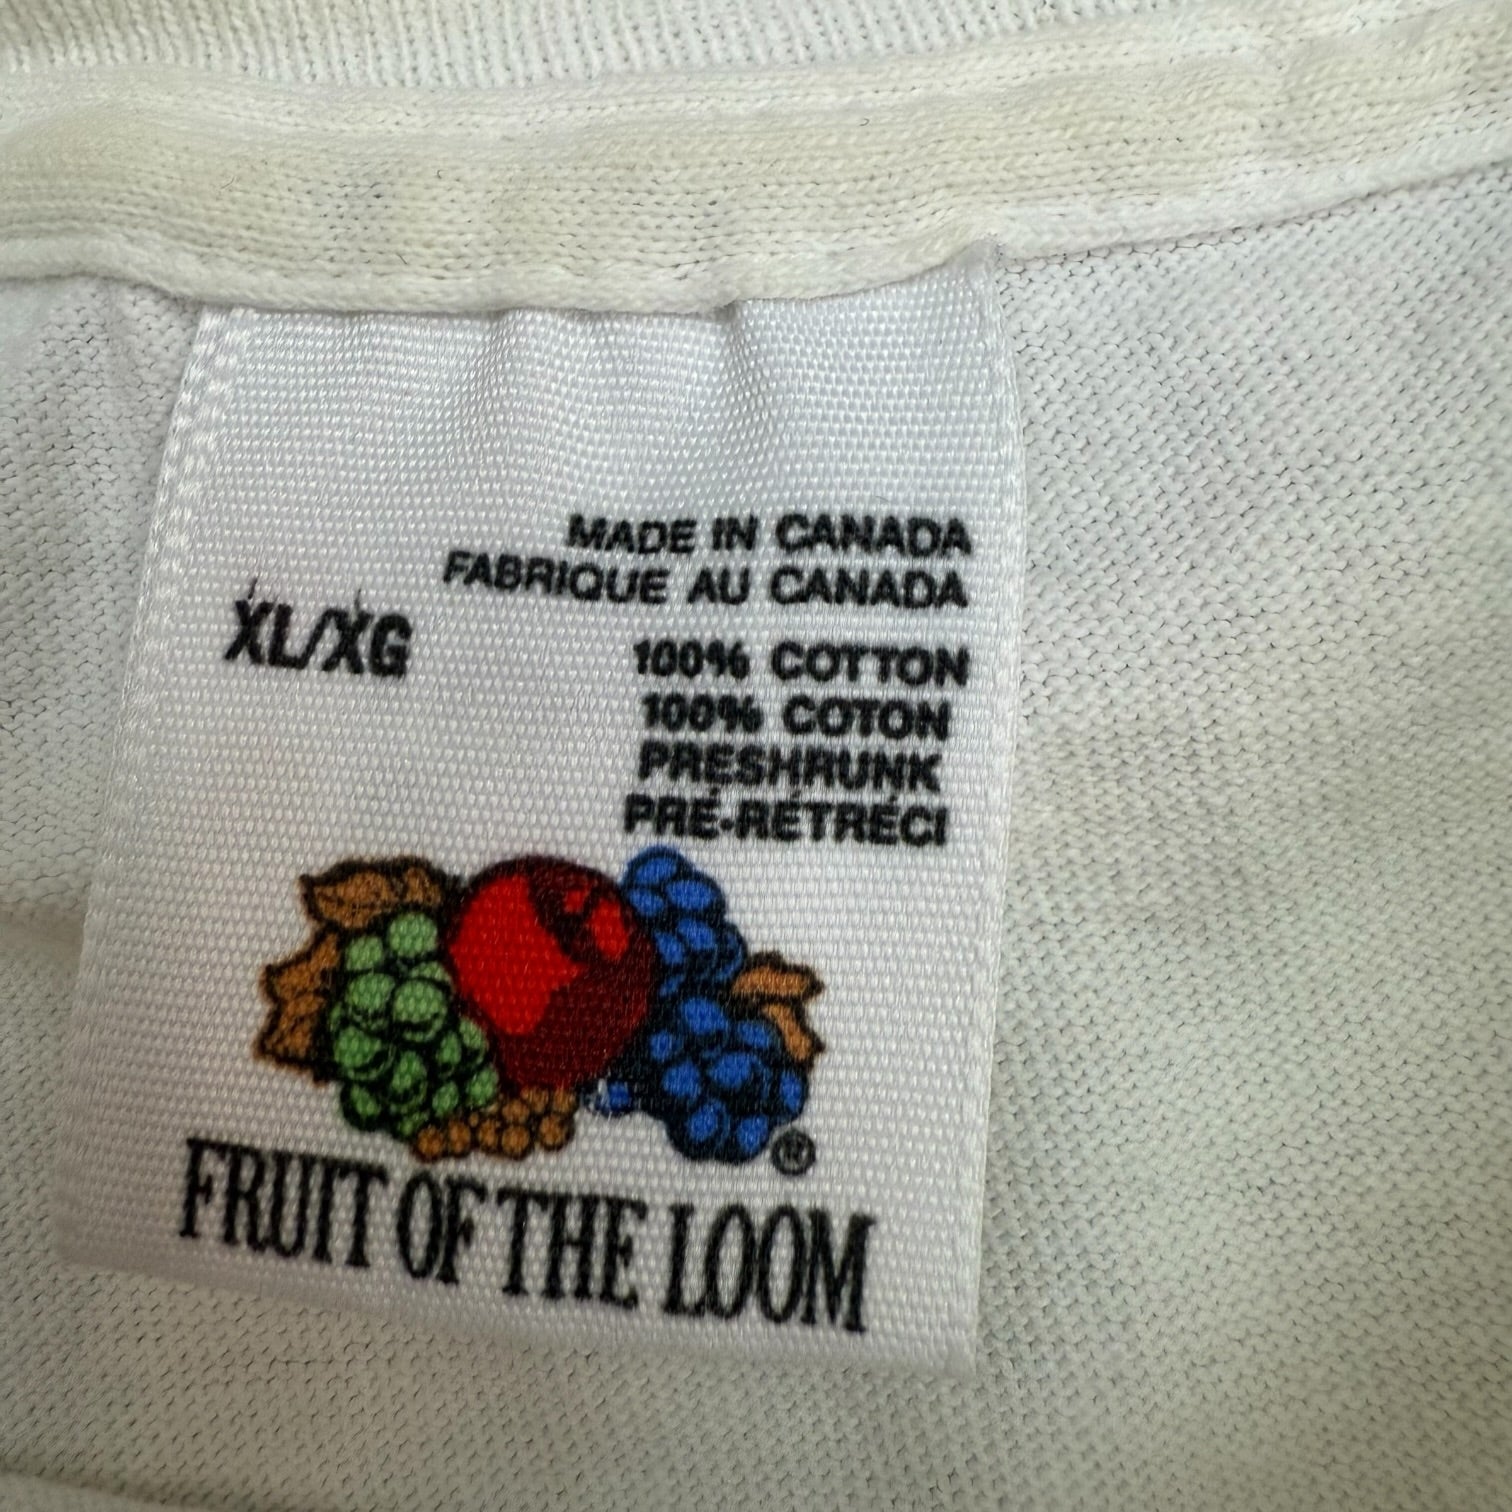 MADE IN CANADA
FABRIQUE AU CANADA
XL/XG
100% COTTON
100% COTON
PRESHRUNK
PRÉ-RÉTRÉCI
®
FRUIT OF THE LOOM